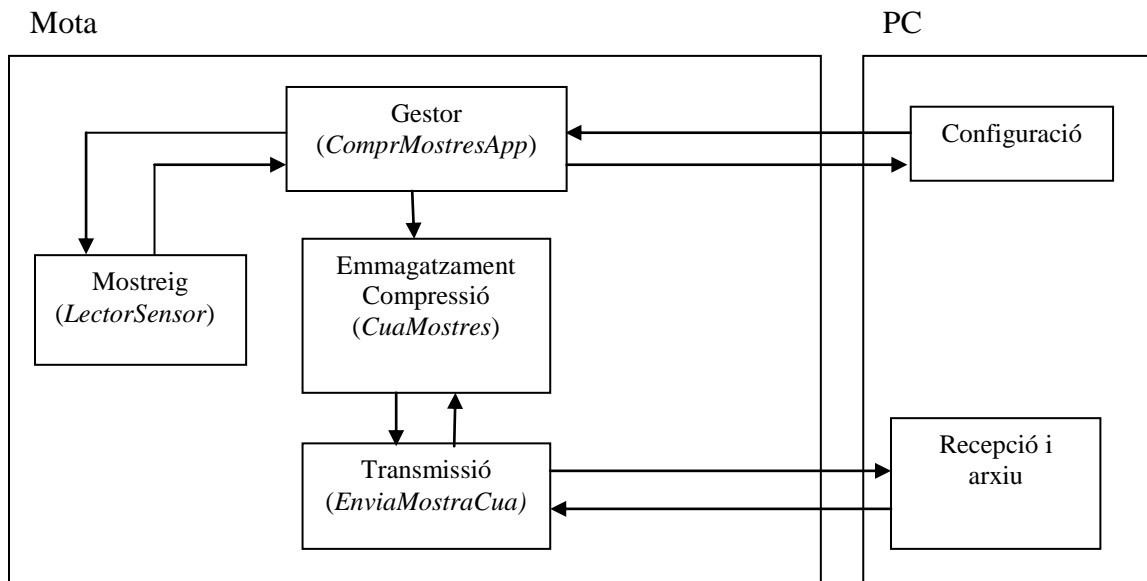 Mota
PC
Gestor
(ComprMostresApp)
Configuració
Mostreig
(LectorSensor)
Emmagatzament
Compressió
(CuaMostres)
Transmissió
(EnviaMostraCua)
Recepció i
arxiu